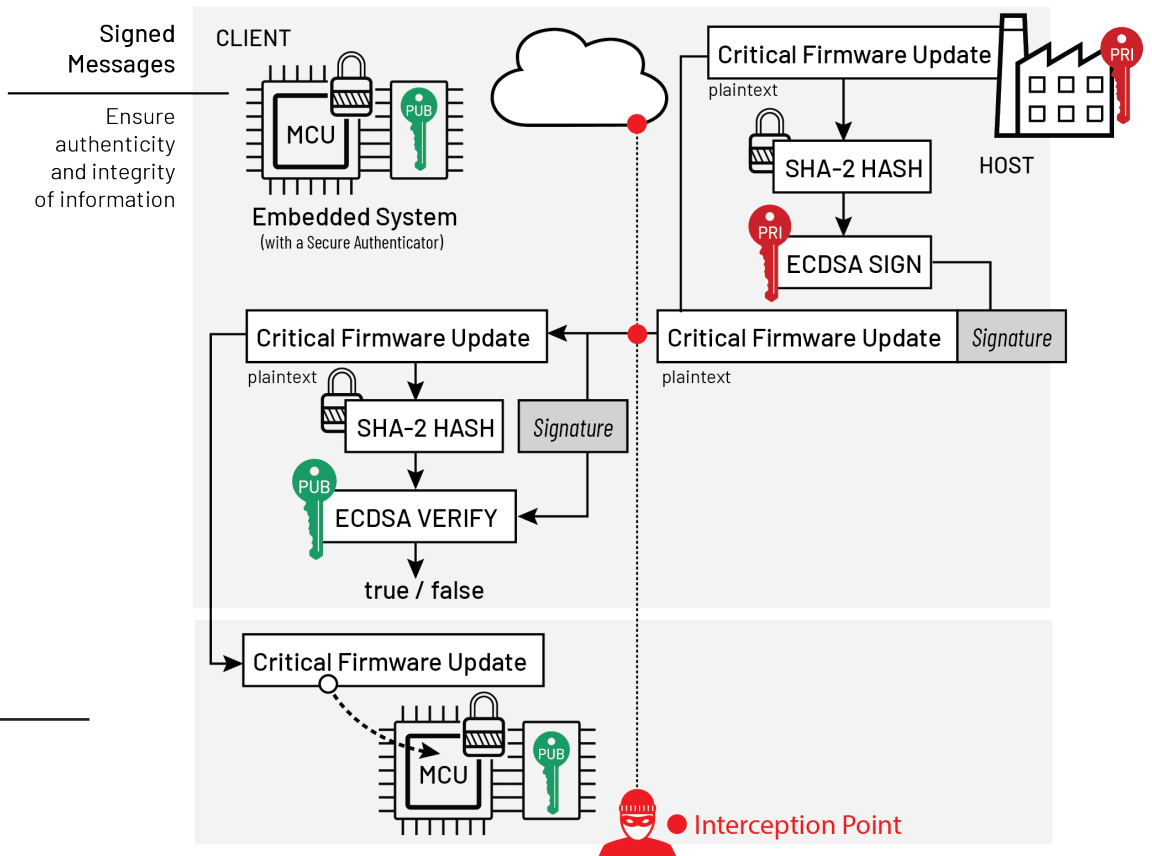 Signed
Messages
Ensure
authenticity
and integrity
of information
CLIENT
MCU
PUB
Embedded System
(with a Secure Authenticator)
Critical Firmware Update
plaintext
PRI
HOST
SHA-2 HASH
PRI
ECDSA SIGN
Critical Firmware Update
Signature
plaintext
Critical Firmware Update
plaintext
SHA-2 HASH
Signature
PUB
ECDSA VERIFY
true / false
Critical Firmware Update
MCU
PUB
Interception Point